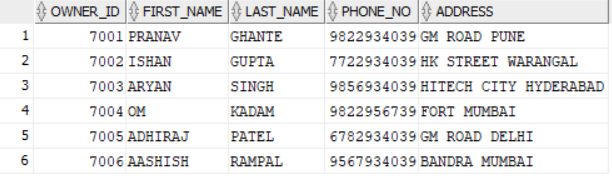 OWNER_ID FIRST_NAME LAST_NAME PHONE_NO ADDRESS
1 7001 PRANAV GHANTE 9822934039 GM ROAD PUNE
2 7002 ISHAN GUPTA 7722934039 HK STREET WARANGAL
3 7003 ARYAN SINGH 9856934039 HITECH CITY HYDERABAD
4 7004 OM KADAM 9822956739 FORT MUMBAI
5 7005 ADHIRAJ PATEL 6782934039 GM ROAD DELHI
6 7006 AASHISH RAMPAL 9567934039 BANDRA MUMBAI